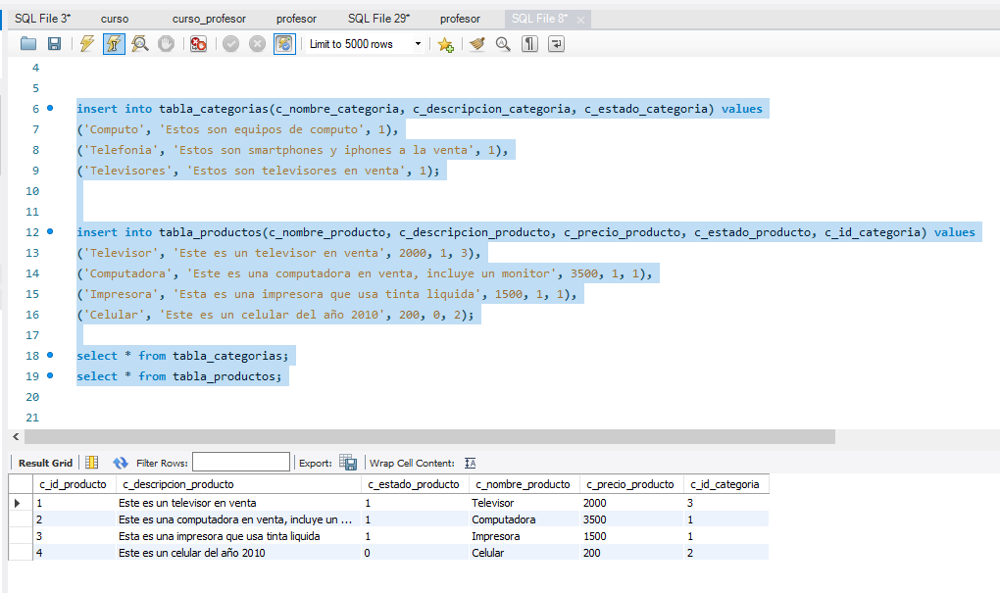 SQL File 3* curso curso_profesor profesor SQL File 29* profesor SQL File 8*
Limit to 5000 rows
4
5
6 insert into tabla_categorias(c_nombre_categoria, c_descripcion_categoria, c_estado_categoria) values
7 ('Computo', 'Estos son equipos de computo', 1),
8 ('Telefonia', 'Estos son smartphones y iphones a la venta', 1),
9 ('Televisores', 'Estos son televisores en venta', 1);
10
11
12 insert into tabla_productos(c_nombre_producto, c_descripcion_producto, c_precio_producto, c_estado_producto, c_id_categoria) values
13 ('Televisor', 'Este es un televisor en venta', 2000, 1, 3),
14 ('Computadora', 'Este es una computadora en venta, incluye un monitor', 3500, 1, 1),
15 ('Impresora', 'Esta es una impresora que usa tinta liquida', 1500, 1, 1),
16 ('Celular', 'Este es un celular del año 2010', 200, 0, 2);
17
18 select * from tabla_categorias;
19 select * from tabla_productos;
20
21
Result Grid Filter Rows: Export: Wrap Cell Content:
c_id_producto c_descripcion_producto c_estado_producto c_nombre_producto c_precio_producto c_id_categoria
1 Este es un televisor en venta 1 Televisor 2000 3
2 Este es una computadora en venta, incluye un ... 1 Computadora 3500 1
3 Esta es una impresora que usa tinta liquida 1 Impresora 1500 1
4 Este es un celular del año 2010 0 Celular 200 2